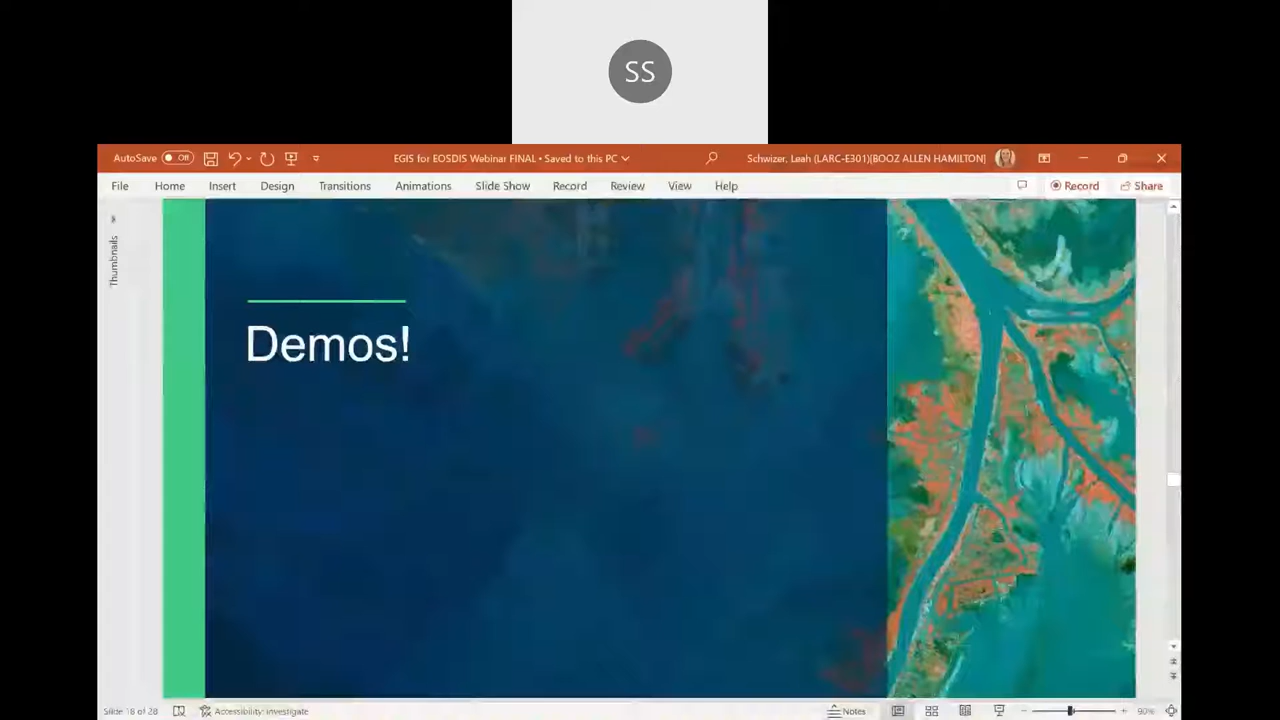 SS
AutoSave Off
EGIS for EOSDIS Webinar FINAL • Saved to this PC
Schwizer, Leah (LARC-E301)[BOOZ ALLEN HAMILTON]
File Home Insert Design Transitions Animations Slide Show Record Review View Help
Record Share
Thumbnails
Demos!
Slide 18 of 28 Accessibility: Investigate Notes 90%